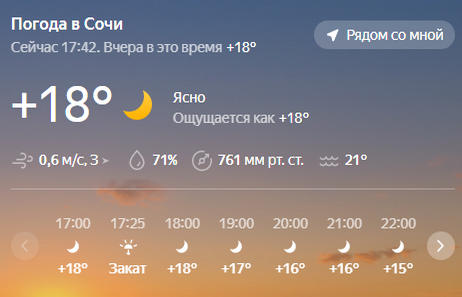 Погода в Сочи
Сейчас 17:42. Вчера в это время +18°
Рядом со мной
+18°
Ясно
Ощущается как +18°
0,6 м/с, З
71%
761 мм рт. ст.
21°
17:00 17:25 18:00 19:00 20:00 21:00 22:00
+18° Закат +18° +17° +16° +16° +15°